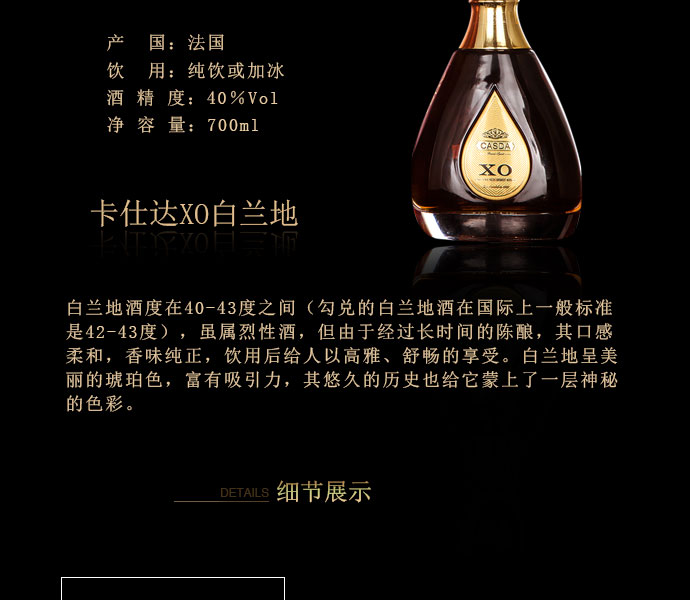 产　国：法国
饮　用：纯饮或加冰
酒 精 度：40%Vol
净 容 量：700ml
CASDA
XO
卡仕达XO白兰地
白兰地酒度在40-43度之间（勾兑的白兰地酒在国际上一般标准
是42-43度），虽属烈性酒，但由于经过长时间的陈酿，其口感
柔和，香味纯正，饮用后给人以高雅、舒畅的享受。白兰地呈美
丽的琥珀色，富有吸引力，其悠久的历史也给它蒙上了一层神秘
的色彩。
DETAILS 细节展示